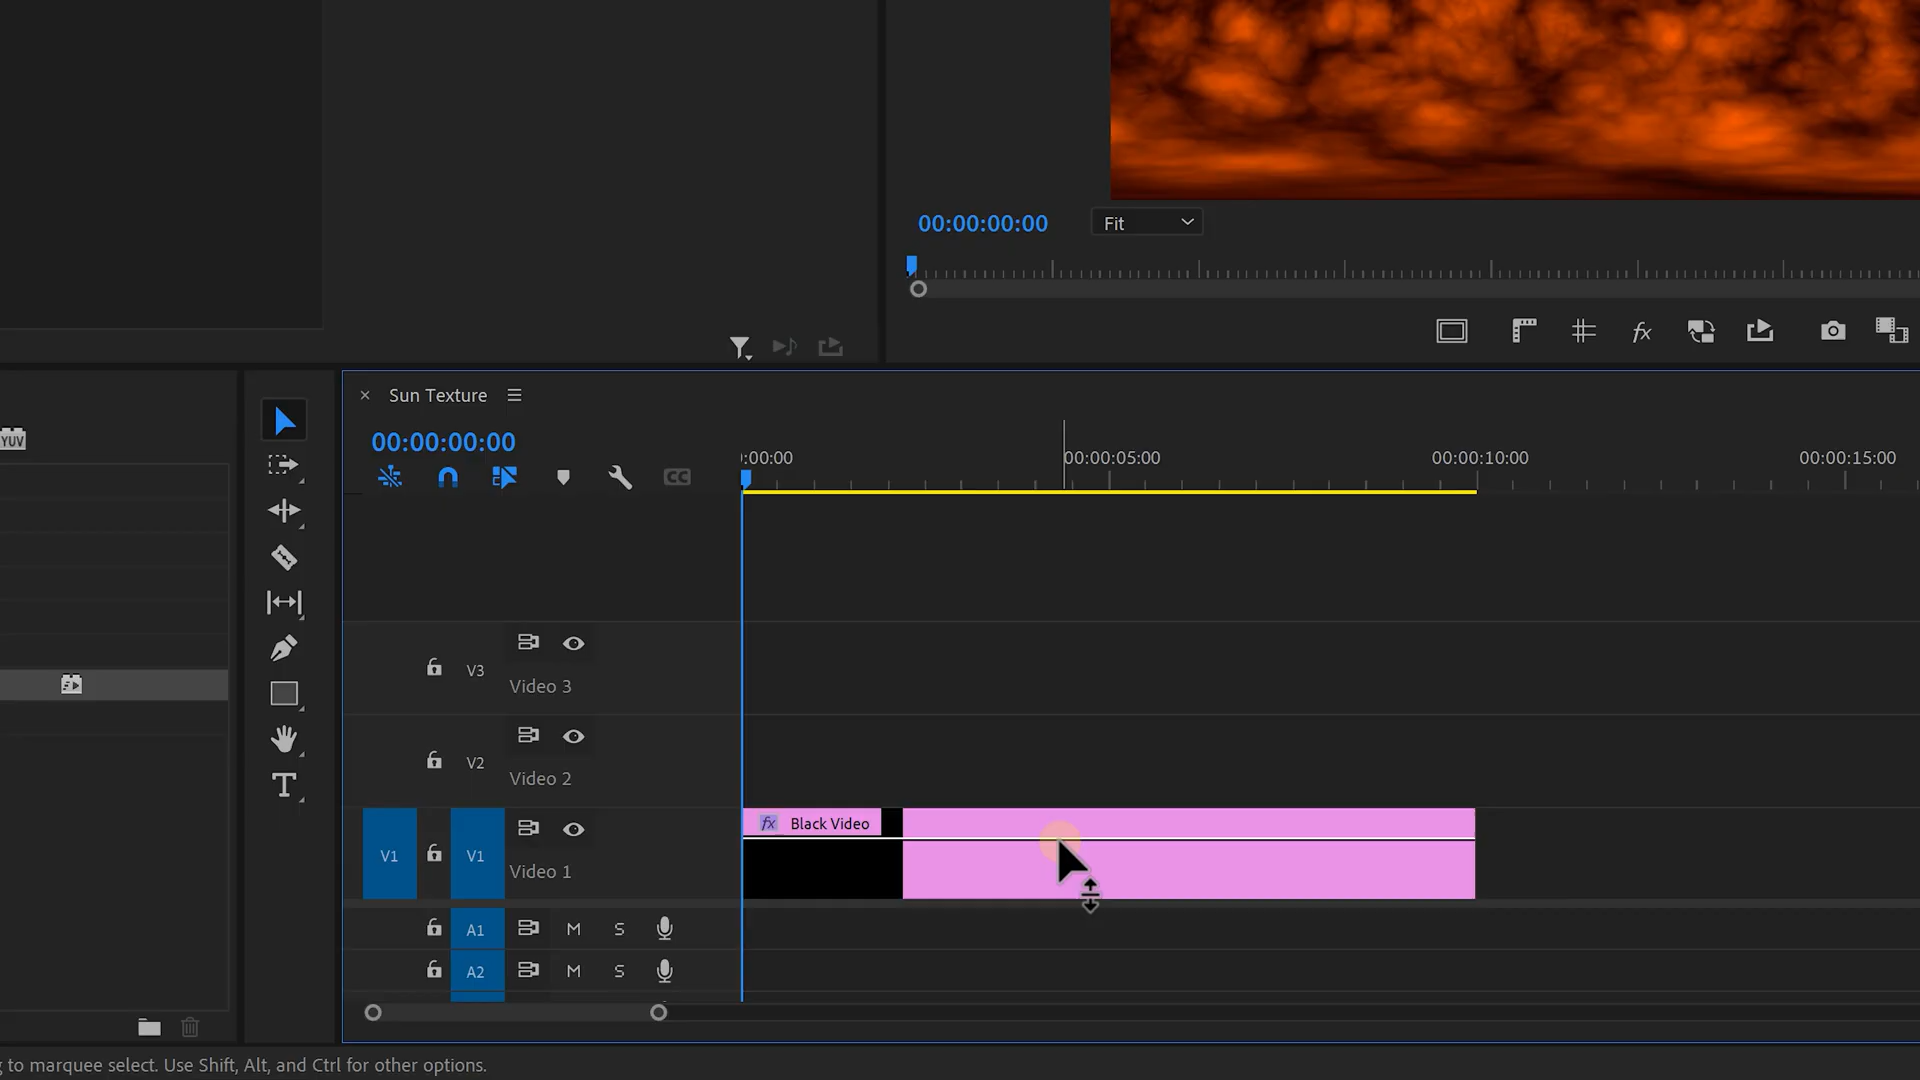 00:00:00:00
Fit
× Sun Texture
YUV
00:00:00:00
CC
:00:00
00:00:05:00
00:00:10:00
00:00:15:00
V3
Video 3
V2
Video 2
fx Black Video
V1
V1
Video 1
A1 M S
A2 M S
to marquee select. Use Shift, Alt, and Ctrl for other options.